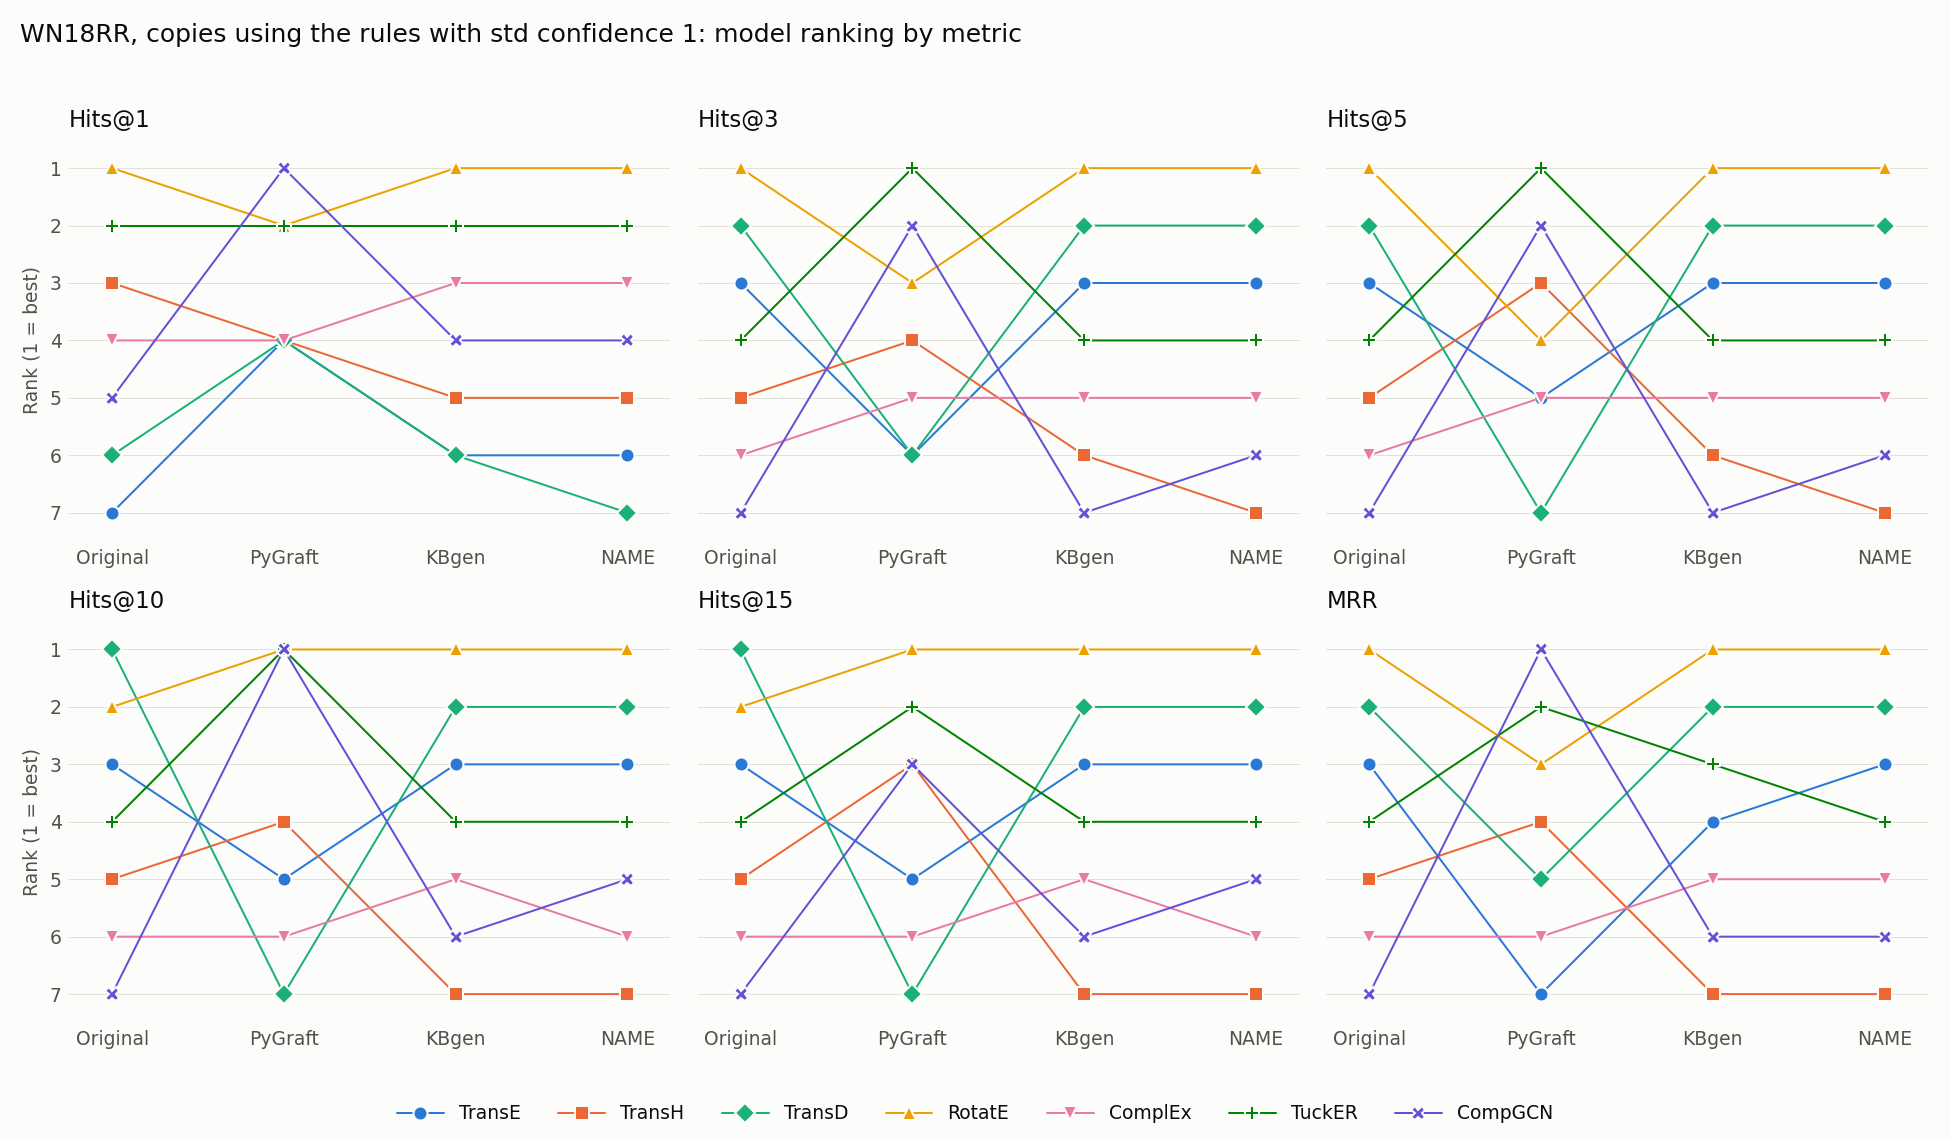 WN18RR, copies using the rules with std confidence 1: model ranking by metric
Hits@1
Hits@3
Hits@5
Rank (1 = best)
1
2
3
4
5
6
7
Original PyGraft KBgen NAME
Original PyGraft KBgen NAME
Original PyGraft KBgen NAME
Hits@10
Hits@15
MRR
Rank (1 = best)
1
2
3
4
5
6
7
Original PyGraft KBgen NAME
Original PyGraft KBgen NAME
Original PyGraft KBgen NAME
TransE TransH TransD RotatE ComplEx TuckER CompGCN